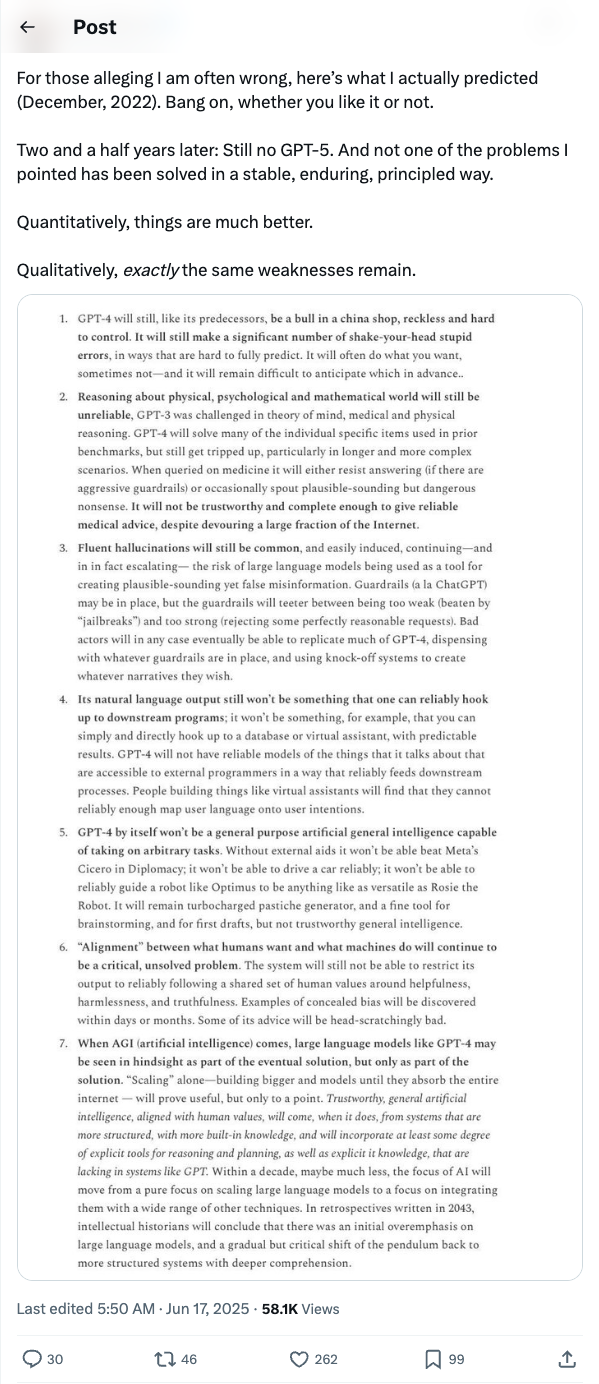 Post
For those alleging I am often wrong, here's what I actually predicted
(December, 2022). Bang on, whether you like it or not.
Two and a half years later: Still no GPT-5. And not one of the problems I
pointed has been solved in a stable, enduring, principled way.
Quantitatively, things are much better.
Qualitatively, exactly the same weaknesses remain.
1. GPT-4 will still, like its predecessors, be a bull in a china shop, reckless and hard
to control. It will still make a significant number of shake-your-head stupid
errors, in ways that are hard to fully predict. It will often do what you want,
sometimes not—and it will remain difficult to anticipate which in advance..
2. Reasoning about physical, psychological and mathematical world will still be
unreliable, GPT-3 was challenged in theory of mind, medical and physical
reasoning. GPT-4 will solve many of the individual specific items used in prior
benchmarks, but still get tripped up, particularly in longer and more complex
scenarios. When queried on medicine it will either resist answering (if there are
aggressive guardrails) or occasionally spout plausible-sounding but dangerous
nonsense. It will not be trustworthy and complete enough to give reliable
medical advice, despite devouring a large fraction of the Internet.
3. Fluent hallucinations will still be common, and easily induced, continuing—and
in in fact escalating— the risk of large language models being used as a tool for
creating plausible-sounding yet false misinformation. Guardrails (a la ChatGPT)
may be in place, but the guardrails will teeter between being too weak (beaten by
“jailbreaks”) and too strong (rejecting some perfectly reasonable requests). Bad
actors will in any case eventually be able to replicate much of GPT-4, dispensing
with whatever guardrails are in place, and using knock-off systems to create
whatever narratives they wish.
4. Its natural language output still won't be something that one can reliably hook
up to downstream programs; it won't be something, for example, that you can
simply and directly hook up to a database or virtual assistant, with predictable
results. GPT-4 will not have reliable models of the things that it talks about that
are accessible to external programmers in a way that reliably feeds downstream
processes. People building things like virtual assistants will find that they cannot
reliably enough map user language onto user intentions.
5. GPT-4 by itself won't be a general purpose artificial general intelligence capable
of taking on arbitrary tasks. Without external aids it won't be able beat Meta's
Cicero in Diplomacy; it won't be able to drive a car reliably; it won't be able to
reliably guide a robot like Optimus to be anything like as versatile as Rosie the
Robot. It will remain turbocharged pastiche generator, and a fine tool for
brainstorming, and for first drafts, but not trustworthy general intelligence.
6. “Alignment” between what humans want and what machines do will continue to
be a critical, unsolved problem. The system will still not be able to restrict its
output to reliably following a shared set of human values around helpfulness,
harmlessness, and truthfulness. Examples of concealed bias will be discovered
within days or months. Some of its advice will be head-scratchingly bad.
7. When AGI (artificial intelligence) comes, large language models like GPT-4 may
be seen in hindsight as part of the eventual solution, but only as part of the
solution. “Scaling” alone—building bigger and models until they absorb the entire
internet — will prove useful, but only to a point. Trustworthy, general artificial
intelligence, aligned with human values, will come, when it does, from systems that are
more structured, with more built-in knowledge, and will incorporate at least some degree
of explicit tools for reasoning and planning, as well as explicit it knowledge, that are
lacking in systems like GPT. Within a decade, maybe much less, the focus of AI will
move from a pure focus on scaling large language models to a focus on integrating
them with a wide range of other techniques. In retrospectives written in 2043,
intellectual historians will conclude that there was an initial overemphasis on
large language models, and a gradual but critical shift of the pendulum back to
more structured systems with deeper comprehension.
Last edited 5:50 AM · Jun 17, 2025 · 58.1K Views
30 46 262 99